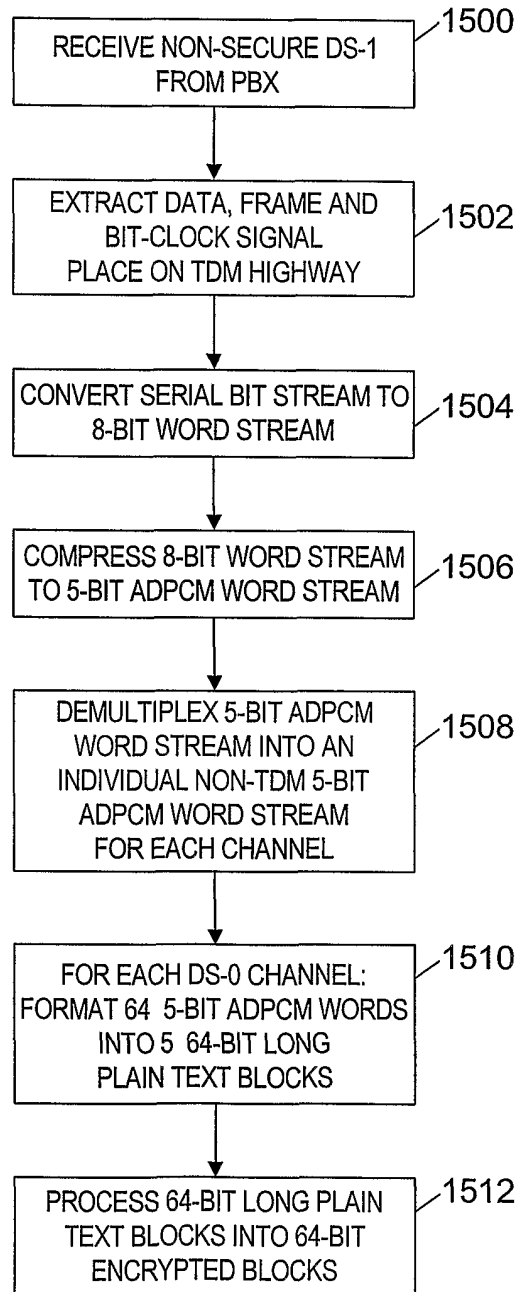 1500
RECEIVE NON-SECURE DS-1
FROM PBX
1502
EXTRACT DATA, FRAME AND
BIT-CLOCK SIGNAL
PLACE ON TDM HIGHWAY
1504
CONVERT SERIAL BIT STREAM TO
8-BIT WORD STREAM
1506
COMPRESS 8-BIT WORD STREAM
TO 5-BIT ADPCM WORD STREAM
1508
DEMULTIPLEX 5-BIT ADPCM
WORD STREAM INTO AN
INDIVIDUAL NON-TDM 5-BIT
ADPCM WORD STREAM
FOR EACH CHANNEL
1510
FOR EACH DS-0 CHANNEL:
FORMAT 64 5-BIT ADPCM WORDS
INTO 5 64-BIT LONG
PLAIN TEXT BLOCKS
1512
PROCESS 64-BIT LONG PLAIN
TEXT BLOCKS INTO 64-BIT
ENCRYPTED BLOCKS